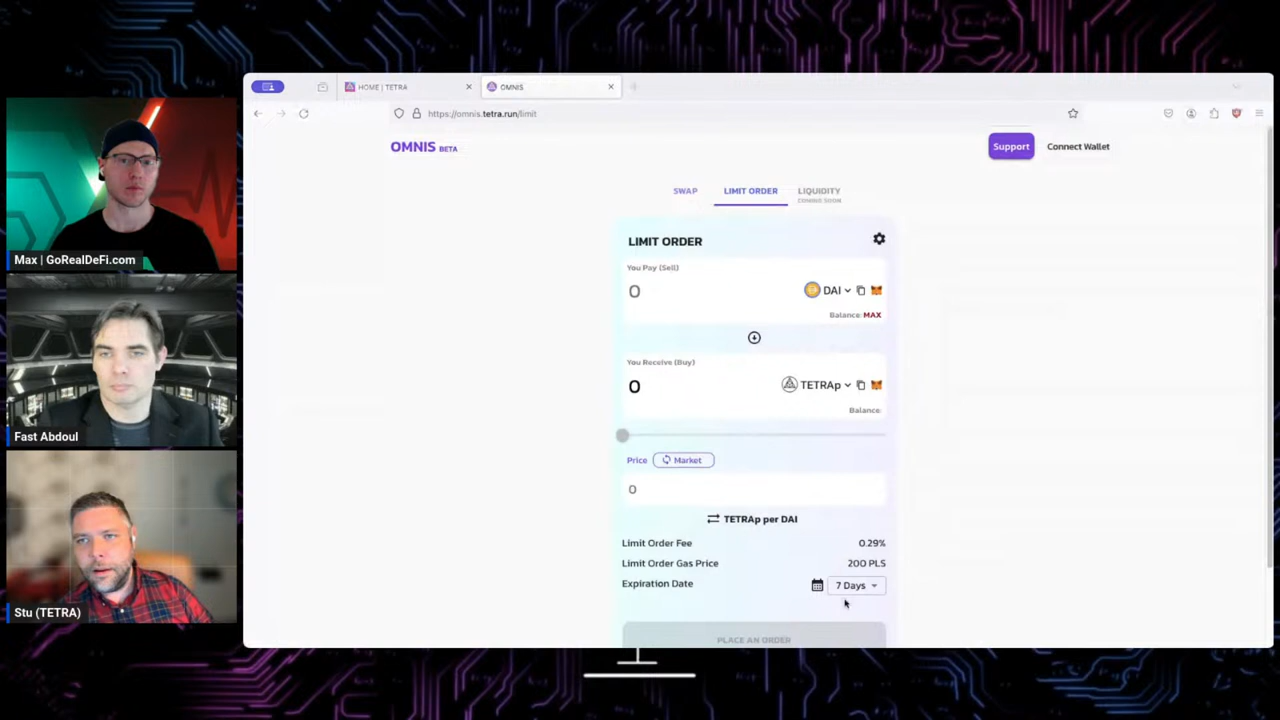 HOME | TETRA
OMNIS
https://omnis.tetra.run/limit
OMNIS BETA
Support
Connect Wallet
SWAP
LIMIT ORDER
LIQUIDITY
COMING SOON
LIMIT ORDER
You Pay (Sell)
0
DAI
Balance: MAX
You Receive (Buy)
0
TETRAp
Balance:
Price
Market
0
TETRAp per DAI
Limit Order Fee
0.29%
Limit Order Gas Price
200 PLS
Expiration Date
7 Days
PLACE AN ORDER
Max | GoRealDeFi.com
Fast Abdoul
Stu (TETRA)